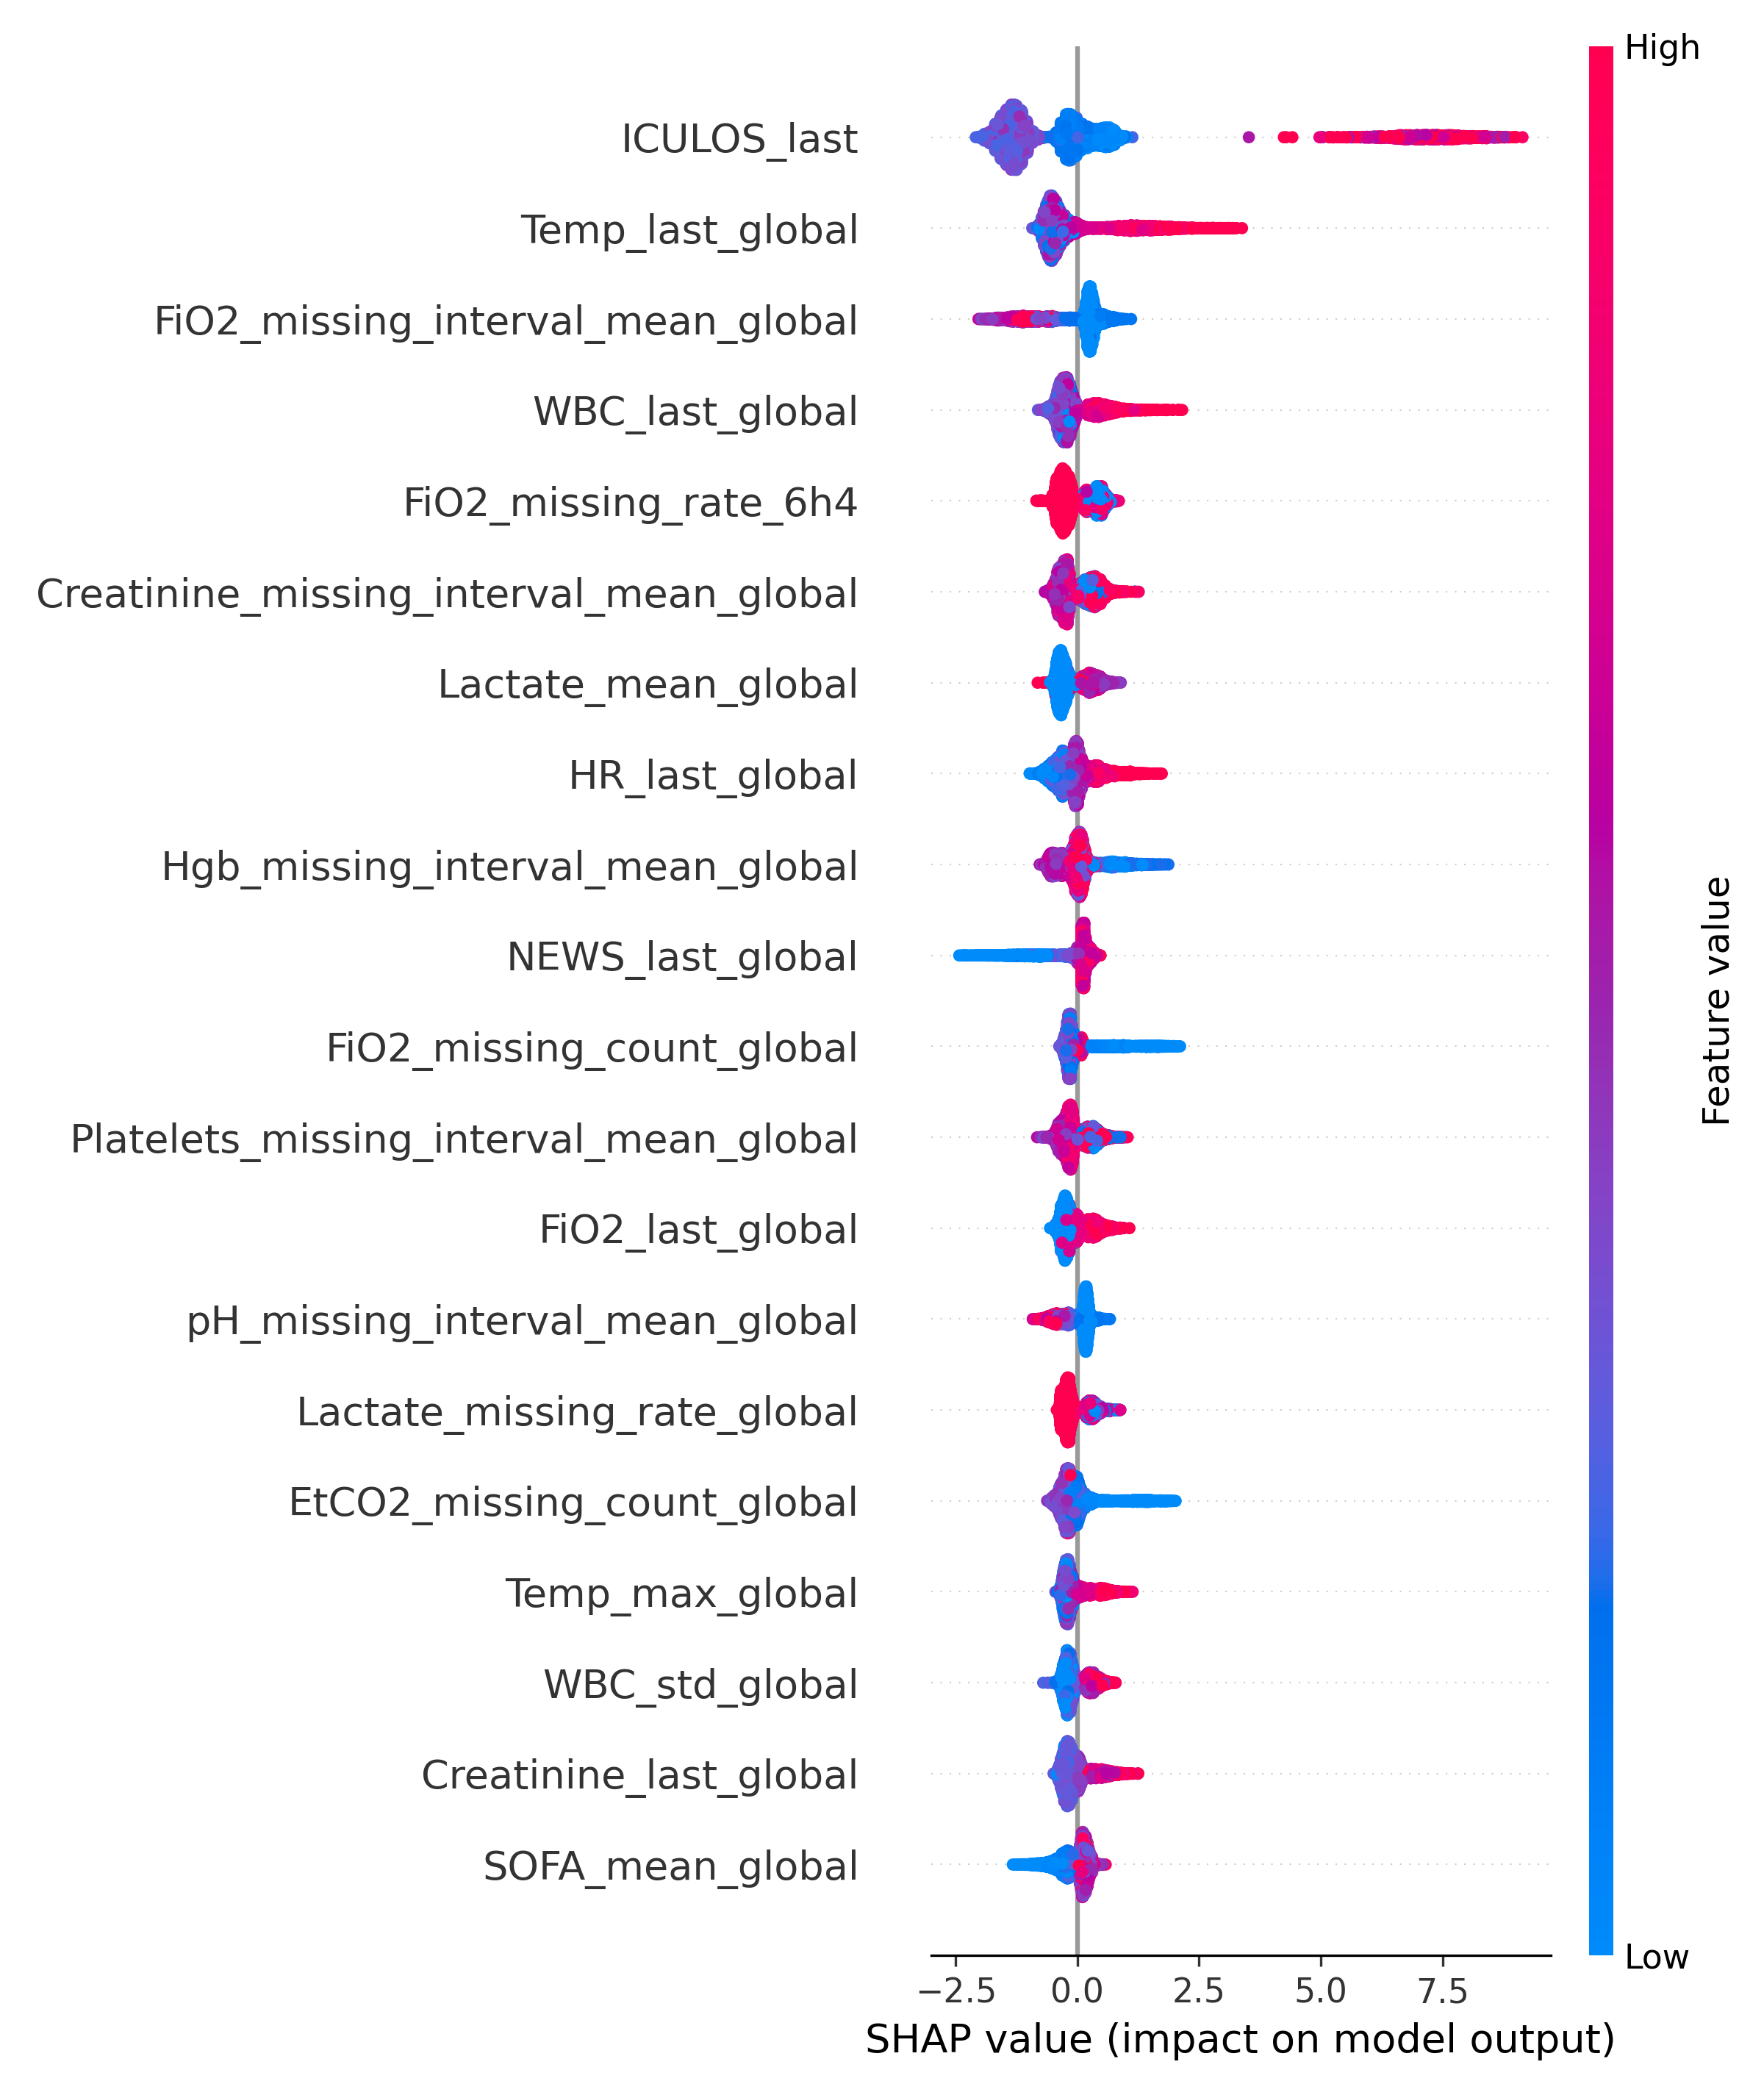 High
ICULOS_last
Temp_last_global
FiO2_missing_interval_mean_global
WBC_last_global
FiO2_missing_rate_6h4
Creatinine_missing_interval_mean_global
Lactate_mean_global
HR_last_global
Hgb_missing_interval_mean_global
NEWS_last_global
FiO2_missing_count_global
Platelets_missing_interval_mean_global
FiO2_last_global
pH_missing_interval_mean_global
Lactate_missing_rate_global
EtCO2_missing_count_global
Temp_max_global
WBC_std_global
Creatinine_last_global
SOFA_mean_global
Feature value
Low
−2.5 0.0 2.5 5.0 7.5
SHAP value (impact on model output)